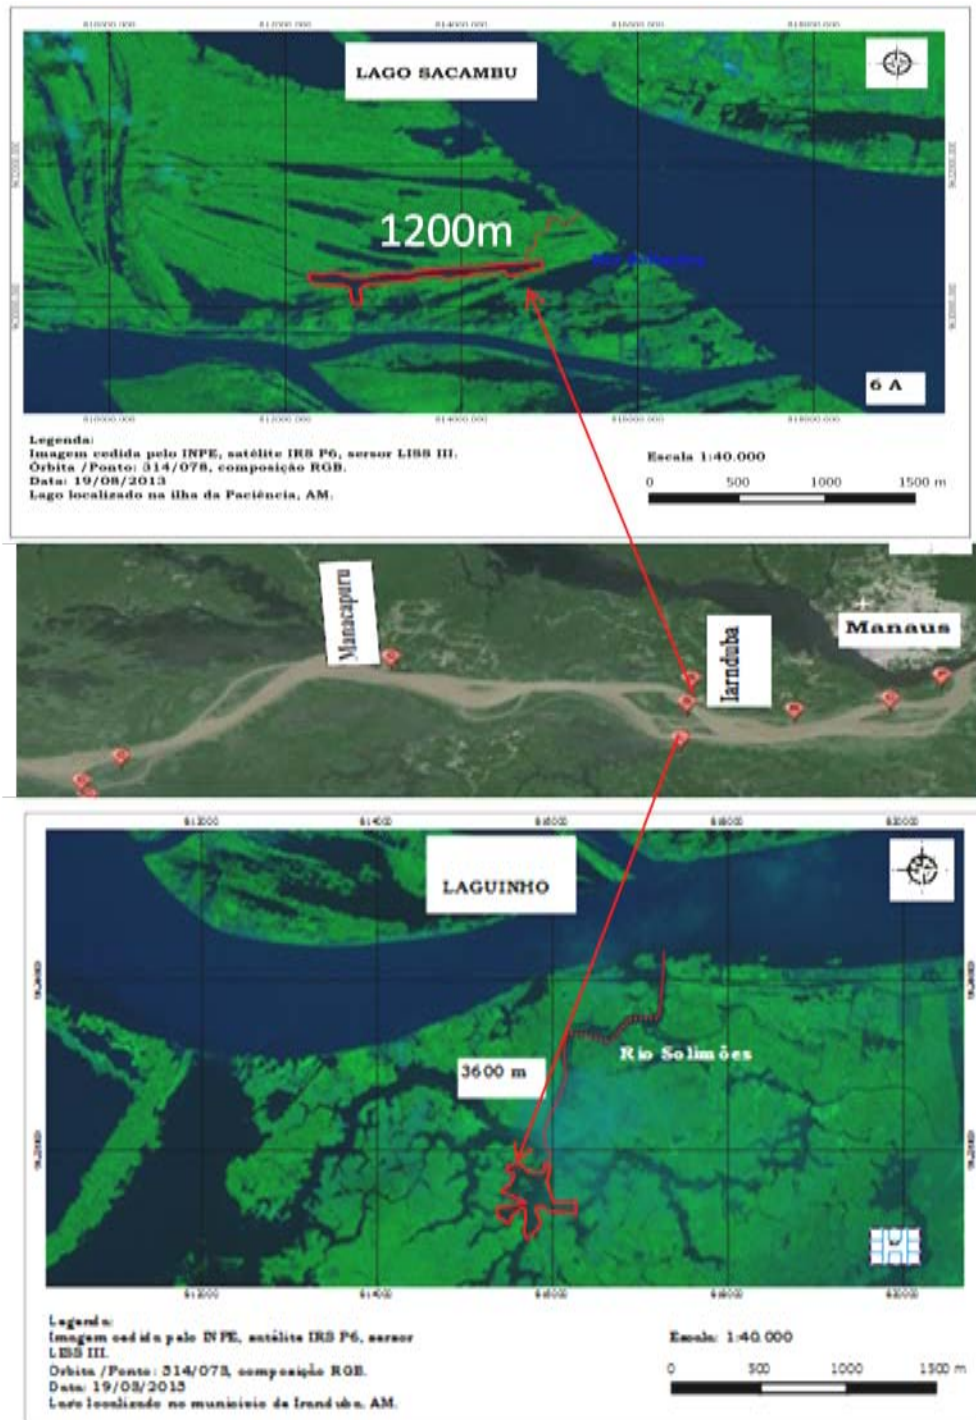 LAGO SACAMBU
1200m
6 A
Legenda:
Imagem cedida pelo INPE, satélite IRS P6, sensor LISS III.
Órbita /Ponto: 314/078, composição RGB.
Data: 19/08/2013
Lago localizado na ilha da Paciência, AM.
Escala 1:40.000
0 500 1000 1500 m
Manacapuru
Iarnduba
Manaus
LAGUINHO
Rio Solimões
3600 m
Legenda:
Imagem cedida pelo INPE, satélite IRS P6, sensor
LISS III.
Orbita /Ponto: 314/078, composição RGB.
Data: 19/08/2013
Lago localizado no municipio de Iranduba, AM.
Escala: 1:40.000
0 500 1000 1500 m